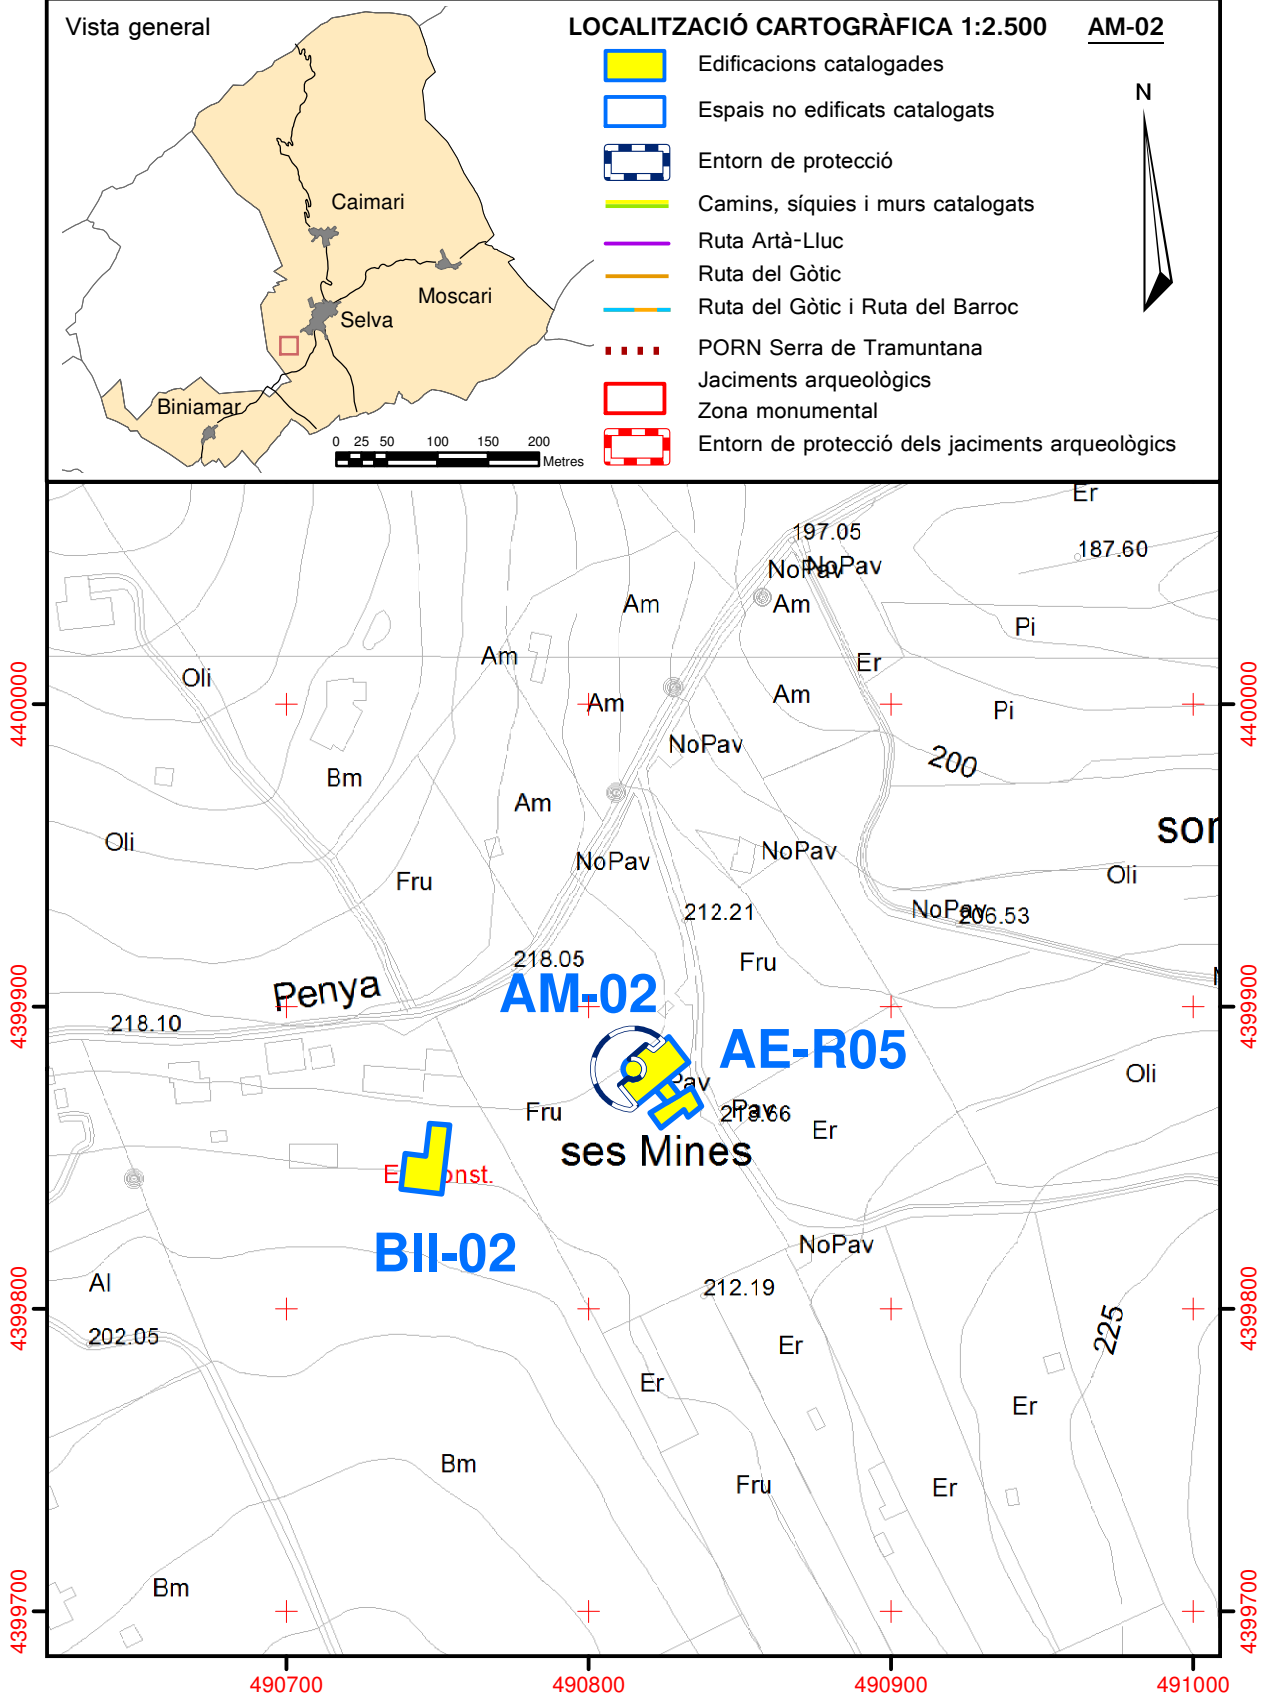 Vista general
LOCALITZACIÓ CARTOGRÀFICA 1:2.500 AM-02
Edificacions catalogades
Espais no edificats catalogats
Entorn de protecció
Camins, síquies i murs catalogats
Ruta Artà-Lluc
Ruta del Gòtic
Ruta del Gòtic i Ruta del Barroc
PORN Serra de Tramuntana
Jaciments arqueològics
Zona monumental
Entorn de protecció dels jaciments arqueològics
N
Caimari
Moscari
Selva
Biniamar
0 25 50 100 150 200
Metres
Er
197.05
187.60
NoPav NoPav
Am Am
Pi
Am Er
Oli
Am Am Pi
4400000 4400000
NoPav
200
Bm
Am
Oli
son
NoPav NoPav
Fru
Oli
212.21
NoPav 206.53
218.05
Fru
Penya
AM-02
4399900 4399900
218.10
AE-R05
Oli
Pav
Fru
Pav
218.66
Er
ses Mines
BII-02
NoPav
Al
212.19
4399800 4399800
202.05
225
Er
Er
Er
Bm
Fru Er
Bm
4399700 4399700
490700 490800 490900 491000